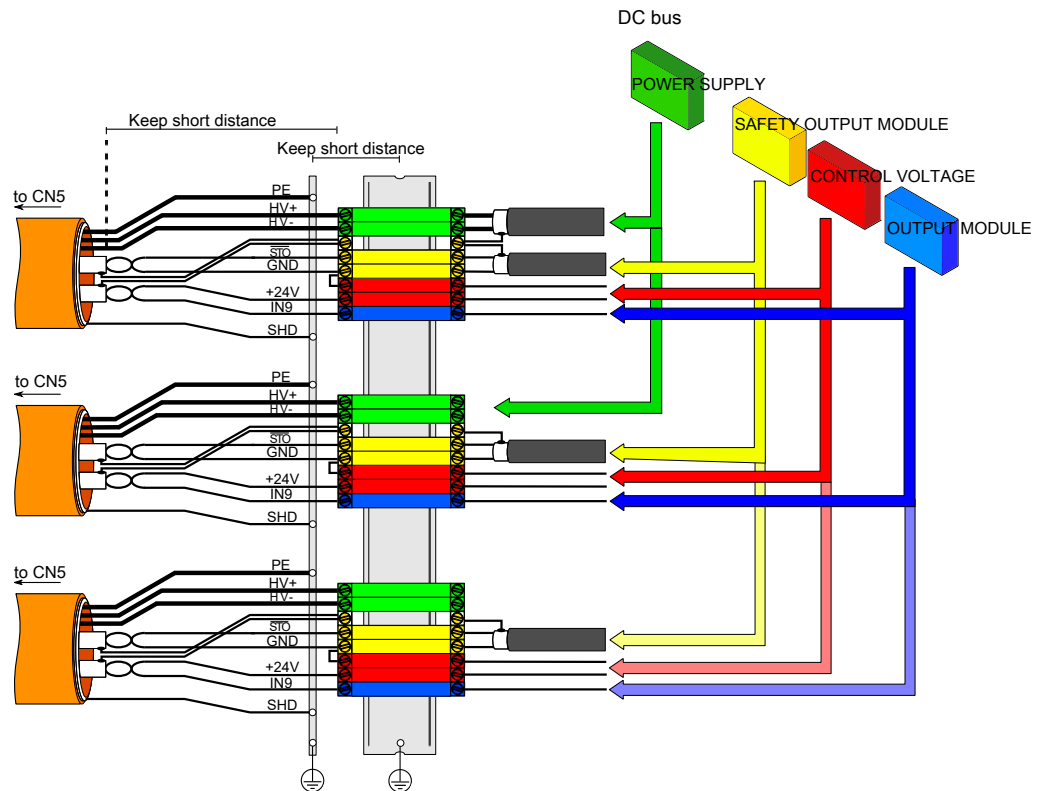 DC bus
POWER SUPPLY
SAFETY OUTPUT MODULE
CONTROL VOLTAGE
OUTPUT MODULE
Keep short distance
Keep short distance
to CN5
PE
HV+
HV-
STO
GND
+24V
IN9
SHD
to CN5
PE
HV+
HV-
STO
GND
+24V
IN9
SHD
to CN5
PE
HV+
HV-
STO
GND
+24V
IN9
SHD